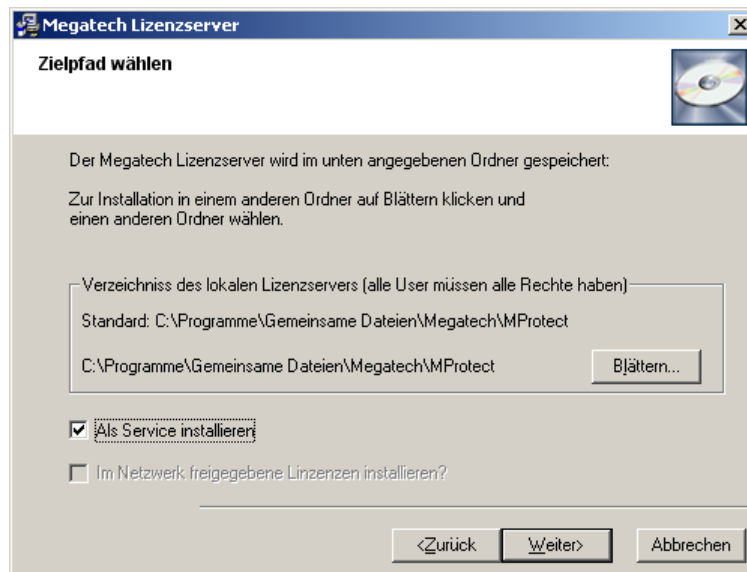 Megatech Lizenzserver
Zielpfad wählen
Der Megatech Lizenzserver wird im unten angegebenen Ordner gespeichert:
Zur Installation in einem anderen Ordner auf Blättern klicken und
einen anderen Ordner wählen.
Verzeichniss des lokalen Lizenzservers (alle User müssen alle Rechte haben)
Standard: C:\Programme\Gemeinsame Dateien\Megatech\MProtect
C:\Programme\Gemeinsame Dateien\Megatech\MProtect
Blättern...
Als Service installieren
Im Netzwerk freigegebene Linzenzen installieren?
<Zurück
Weiter>
Abbrechen